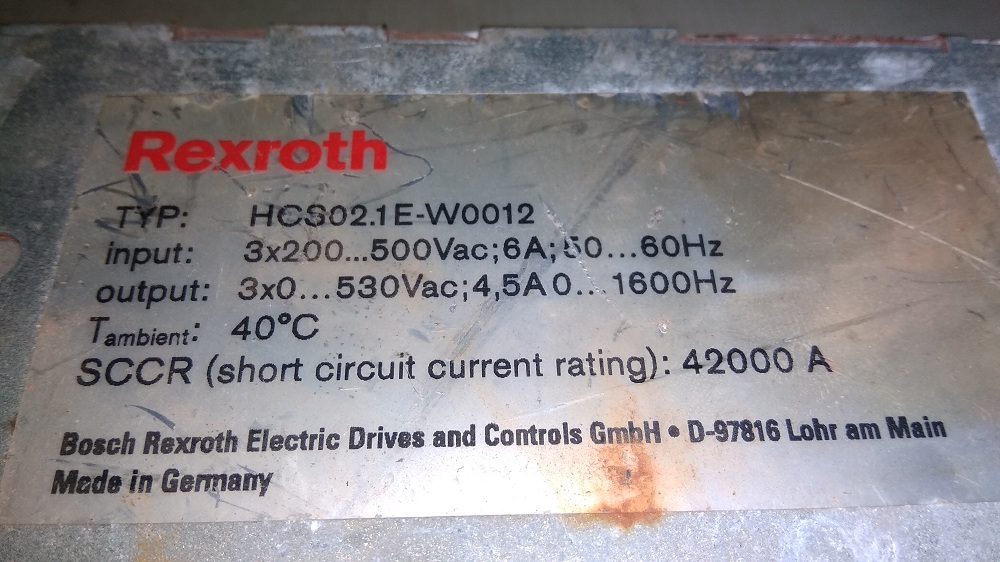 Rexroth
TYP: HCS02.1E-W0012
input: 3x200...500Vac;6A;50...60Hz
output: 3x0...530Vac;4,5A 0...1600Hz
Tambient: 40°C
SCCR (short circuit current rating): 42000 A
Bosch Rexroth Electric Drives and Controls GmbH • D-97816 Lohr am Main
Made in Germany